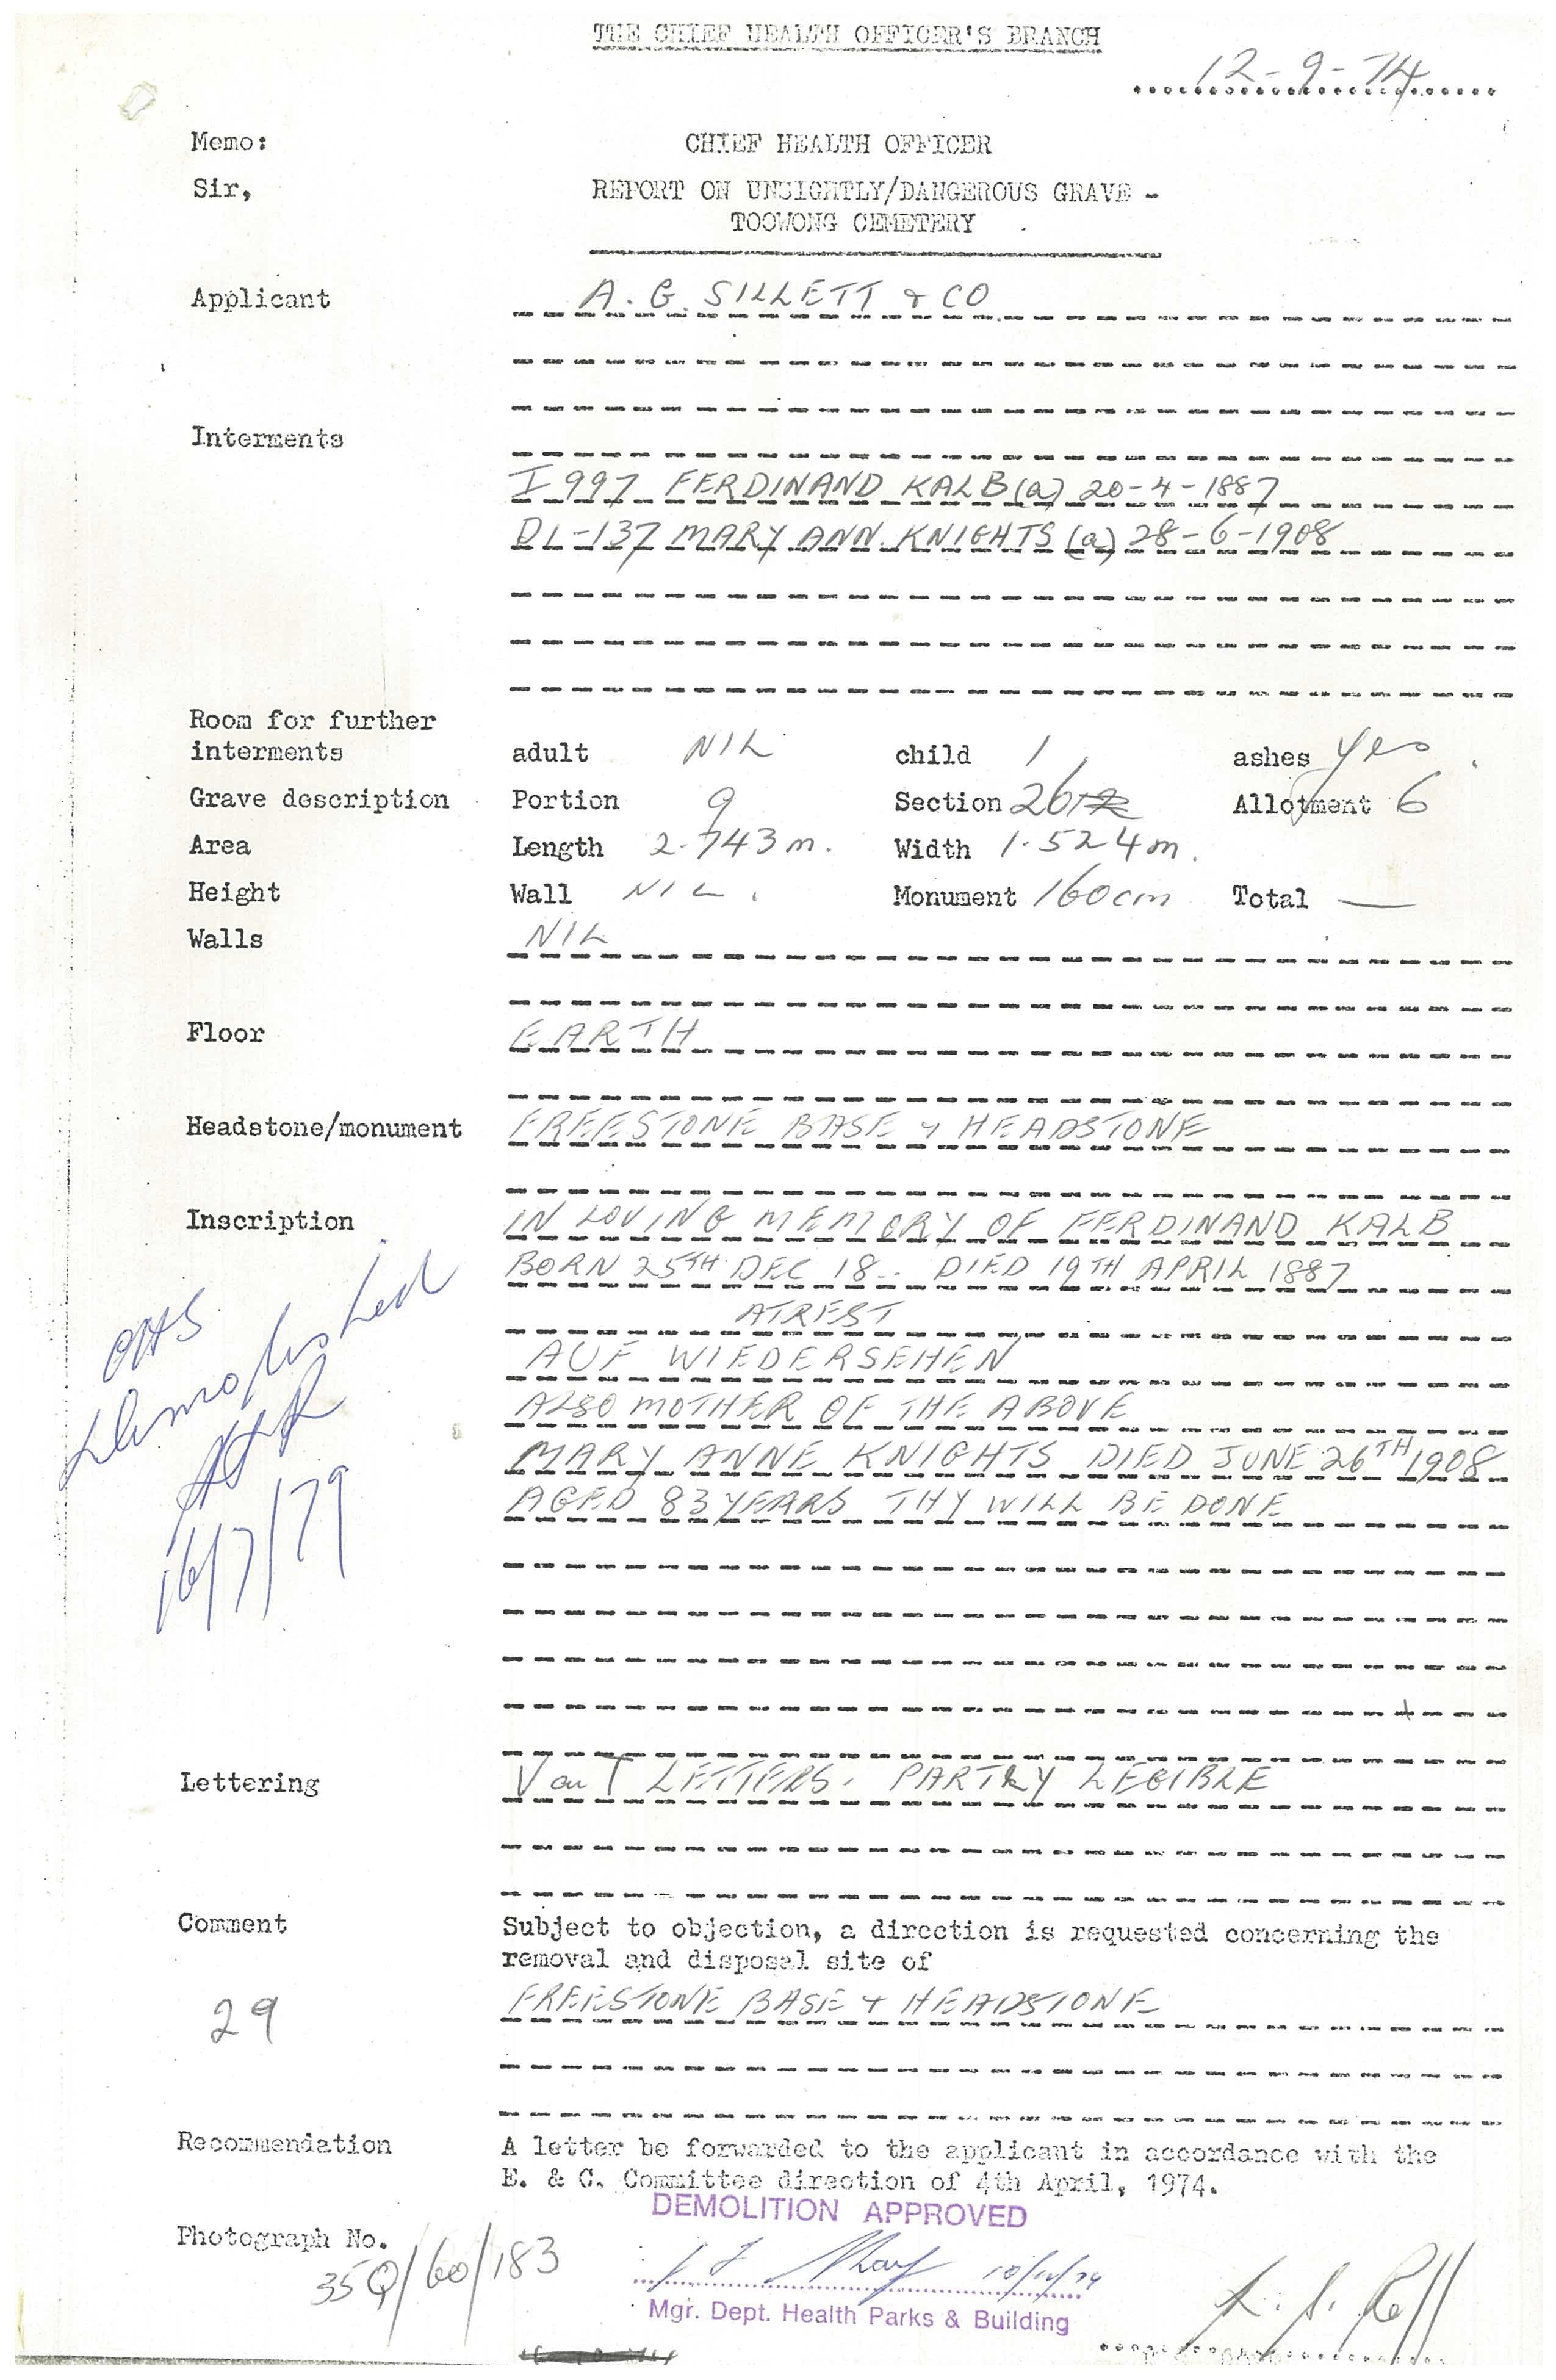 THE CHIEF HEALTH OFFICER'S BRANCH
12-9-74
Memo: CHIEF HEALTH OFFICER
Sir, REPORT ON UNSIGHTLY/DANGEROUS GRAVE -
TOOWONG CEMETERY
Applicant A. G. SILLETT & CO
Interments
I 997 FERDINAND KALB (a) 20-4-1887
DL-137 MARY ANN. KNIGHTS (a) 28-6-1908
Room for further
interments adult NIL child 1 ashes yes
Grave description Portion 9 Section 26 Allotment 6
Area Length 2.743m. Width 1.524m.
Height Wall NIL. Monument 160cm Total —
Walls NIL
Floor EARTH
Headstone/monument FREESTONE BASE & HEADSTONE
Inscription IN LOVING MEMORY OF FERDINAND KALB
BORN 25TH DEC 18.. DIED 19TH APRIL 1887
AT REST
AUF WIEDERSEHEN
ALSO MOTHER OF THE ABOVE
MARY ANNE KNIGHTS DIED JUNE 26TH 1908
AGED 83 YEARS THY WILL BE DONE
OHS
Demolished
16/7/79
Lettering V cut LETTERS. PARTLY LEGIBLE
Comment Subject to objection, a direction is requested concerning the
removal and disposal site of
29 FREESTONE BASE & HEADSTONE
Recommendation A letter be forwarded to the applicant in accordance with the
E. & C. Committee direction of 4th April, 1974.
DEMOLITION APPROVED
Photograph No.
35Q/60/183
Mgr. Dept. Health Parks & Building